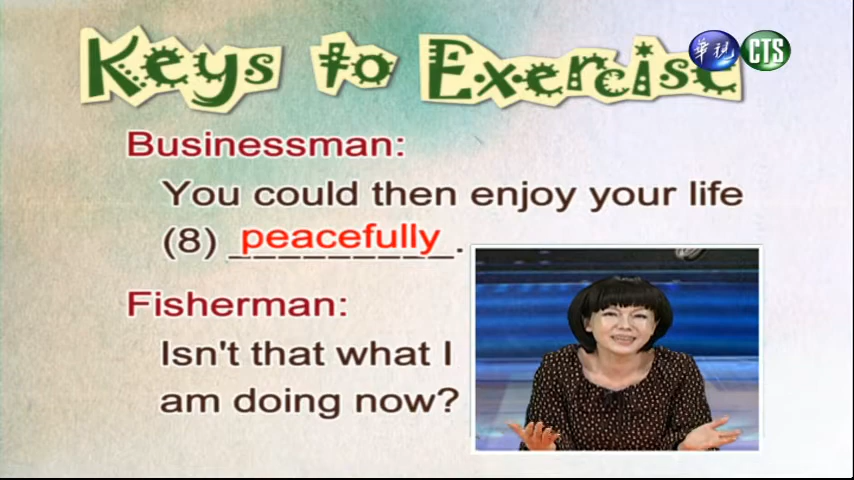 Keys to Exercise
華視 CTS
Businessman:
You could then enjoy your life
(8) __________. peacefully
Fisherman:
Isn't that what I
am doing now?